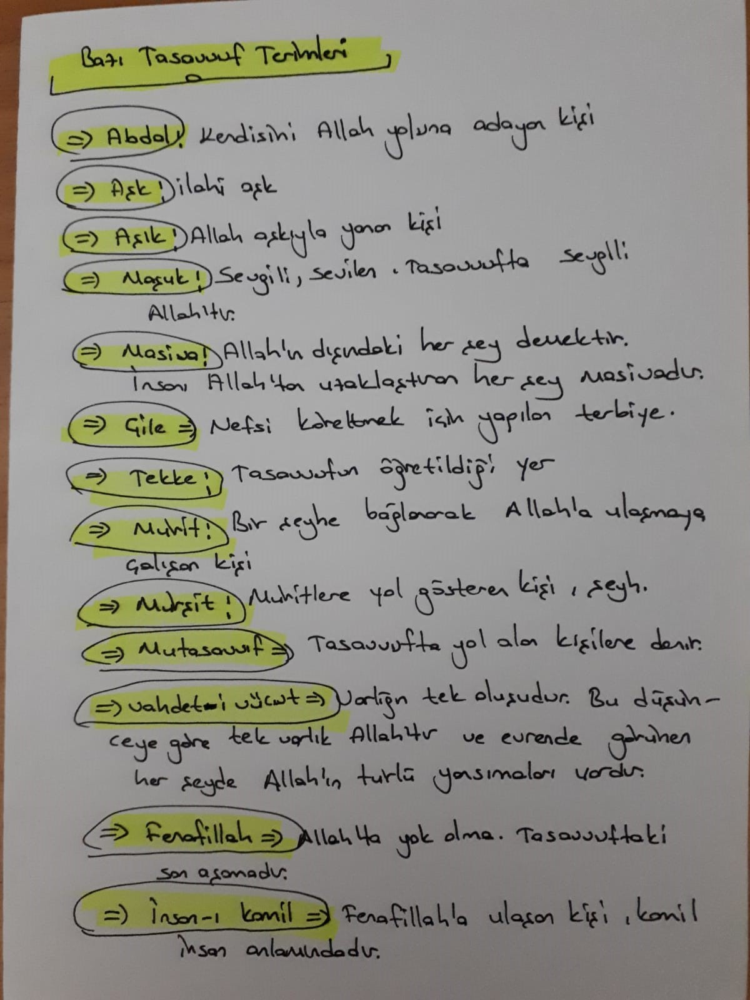 Bazı Tasavvuf Terimleri
=> Abdal: Kendisini Allah yoluna adayan kişi
=> Aşk: ilahi aşk
=> Aşık: Allah aşkıyla yanan kişi
=> Maşuk: Sevgili, sevilen. Tasavvufta sevgili
Allah'tır.
=> Masiva: Allah'ın dışındaki her şey demektir.
İnsanı Allah'tan uzaklaştıran her şey masivadır.
=> Çile => Nefsi köreltmek için yapılan terbiye.
=> Tekke: Tasavvufun öğretildiği yer
=> Mürit: Bir şeyhe bağlanarak Allah'a ulaşmaya
çalışan kişi
=> Mürşit: Müritlere yol gösteren kişi, şeyh.
=> Mutasavvıf => Tasavvufta yol alan kişilere denir.
=> Vahdet-i vücut => Varlığın tek oluşudur. Bu düşün-
ceye göre tek varlık Allah'tır ve evrende görünen
her şeyde Allah'ın türlü yansımaları vardır.
=> Fenafillah => Allah'ta yok olma. Tasavvuftaki
son aşamadır.
=> İnsan-ı kamil => Fenafillah'a ulaşan kişi, kamil
insan anlamındadır.